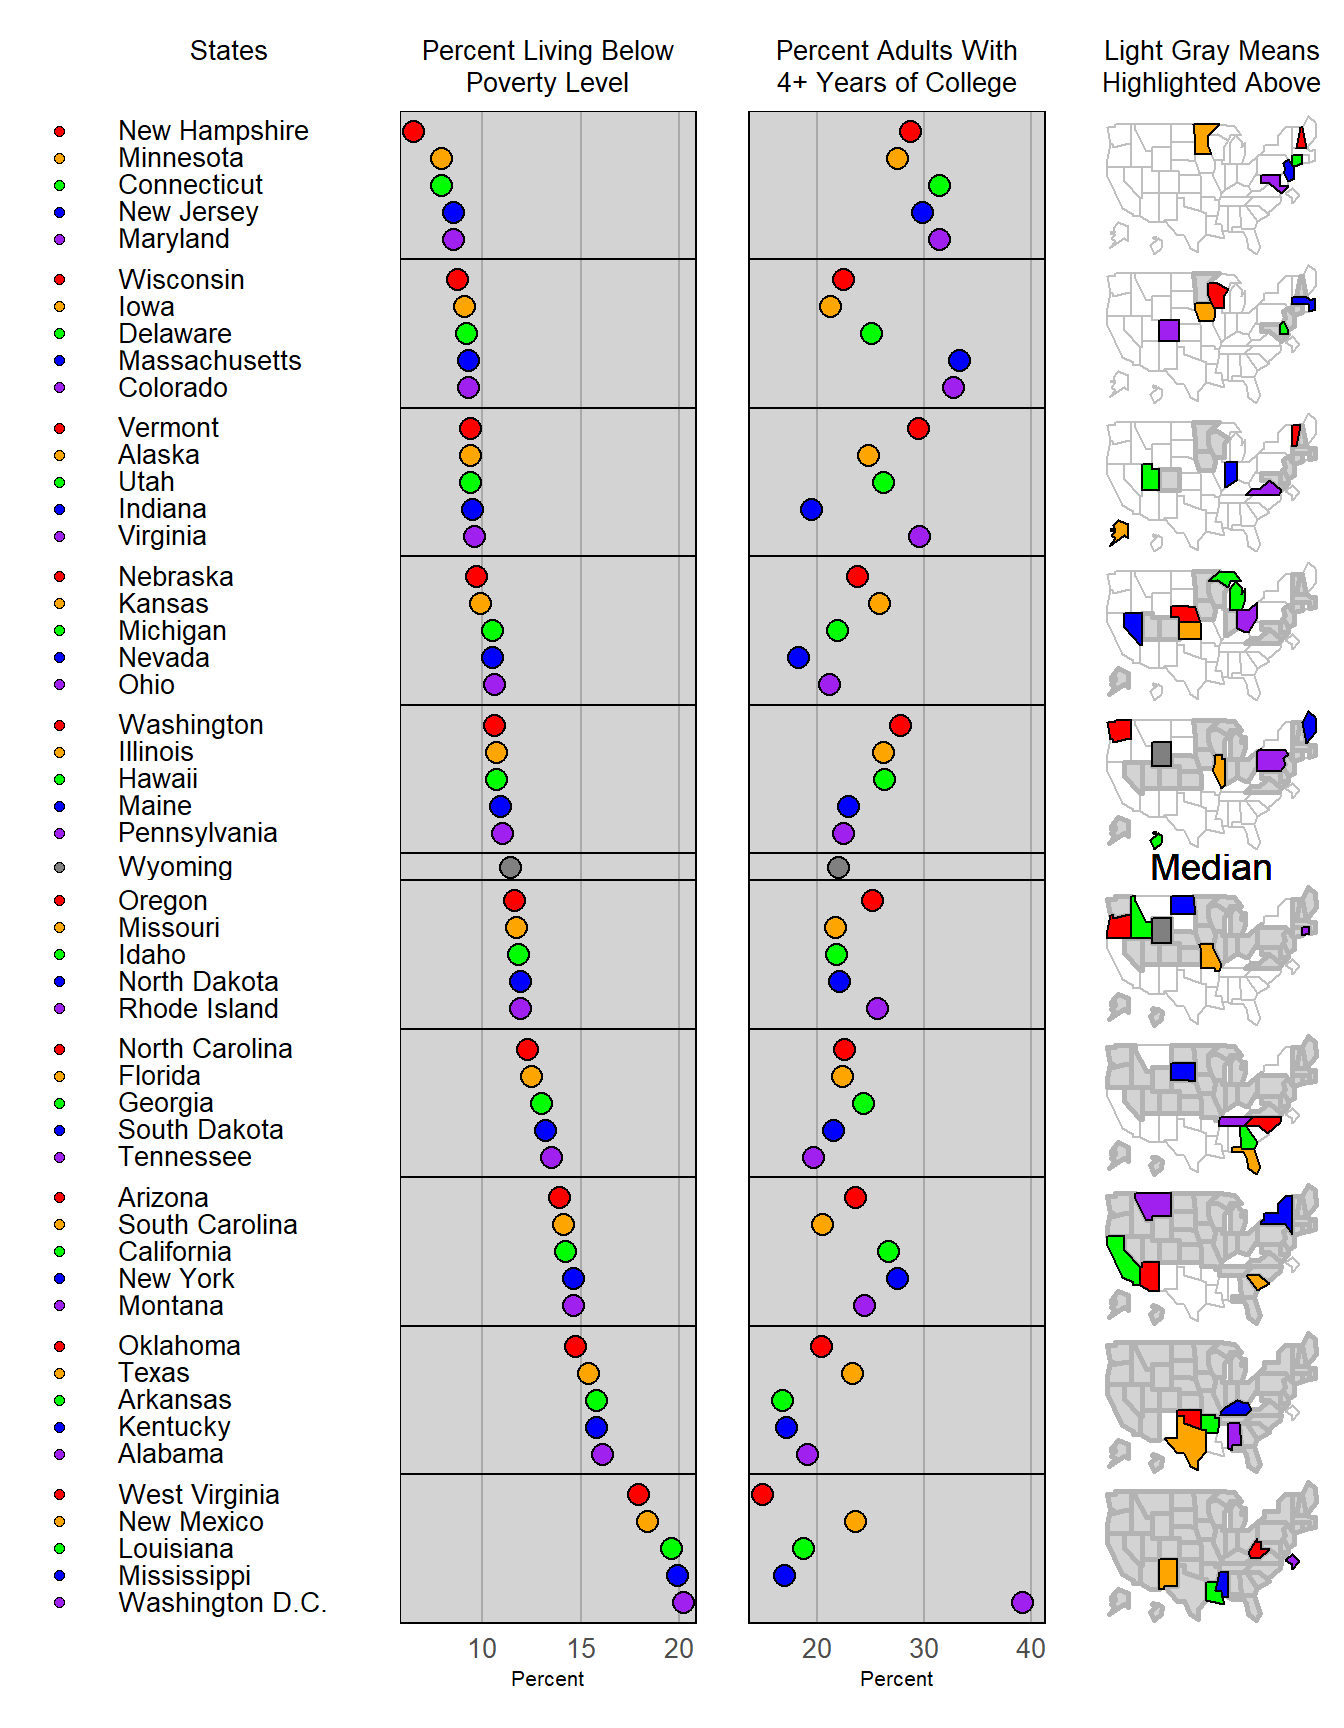 States
Percent Living Below
Poverty Level
Percent Adults With
4+ Years of College
Light Gray Means
Highlighted Above
New Hampshire
Minnesota
Connecticut
New Jersey
Maryland
Wisconsin
Iowa
Delaware
Massachusetts
Colorado
Vermont
Alaska
Utah
Indiana
Virginia
Nebraska
Kansas
Michigan
Nevada
Ohio
Washington
Illinois
Hawaii
Maine
Pennsylvania
Wyoming
Median
Oregon
Missouri
Idaho
North Dakota
Rhode Island
North Carolina
Florida
Georgia
South Dakota
Tennessee
Arizona
South Carolina
California
New York
Montana
Oklahoma
Texas
Arkansas
Kentucky
Alabama
West Virginia
New Mexico
Louisiana
Mississippi
Washington D.C.
10 15 20
Percent
20 30 40
Percent